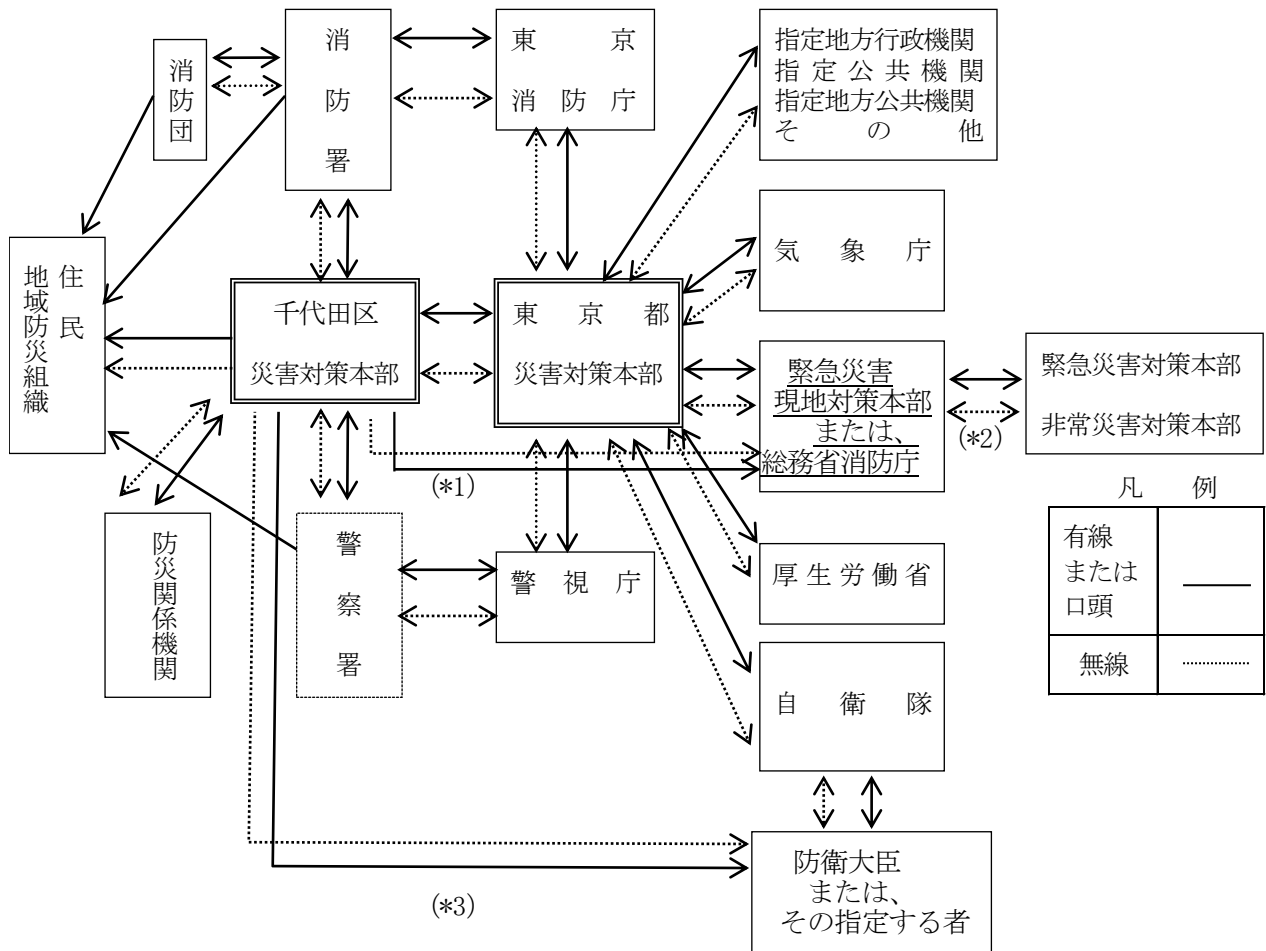 消防団
消防署
東京
消防庁
指定地方行政機関
指定公共機関
指定地方公共機関
その他
住民
地域防災組織
千代田区
災害対策本部
東京都
災害対策本部
気象庁
緊急災害
現地対策本部
または、
総務省消防庁
緊急災害対策本部
非常災害対策本部
(*2)
(*1)
凡例
有線
または
口頭
無線
防災関係機関
警察署
警視庁
厚生労働省
自衛隊
防衛大臣
または、
その指定する者
(*3)